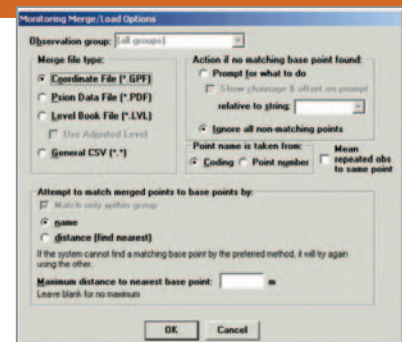 Monitoring Merge/Load Options
Observation group: (all groups)
Merge file type:
Coordinate File (*.GPF)
Psion Data File (*.PDF)
Level Book File (*.LVL)
Use Adjusted Level
General CSV (*.*)
Action if no matching base point found:
Prompt for what to do
Show chainage & offset on prompt
relative to string:
Ignore all non-matching points
Point name is taken from:
Coding
Point number
Mean repeated obs to same point
Attempt to match merged points to base points by:
Match only within group
name
distance (find nearest)
If the system cannot find a matching base point by the preferred method, it will try again
using the other.
Maximum distance to nearest base point: m
Leave blank for no maximum
OK
Cancel